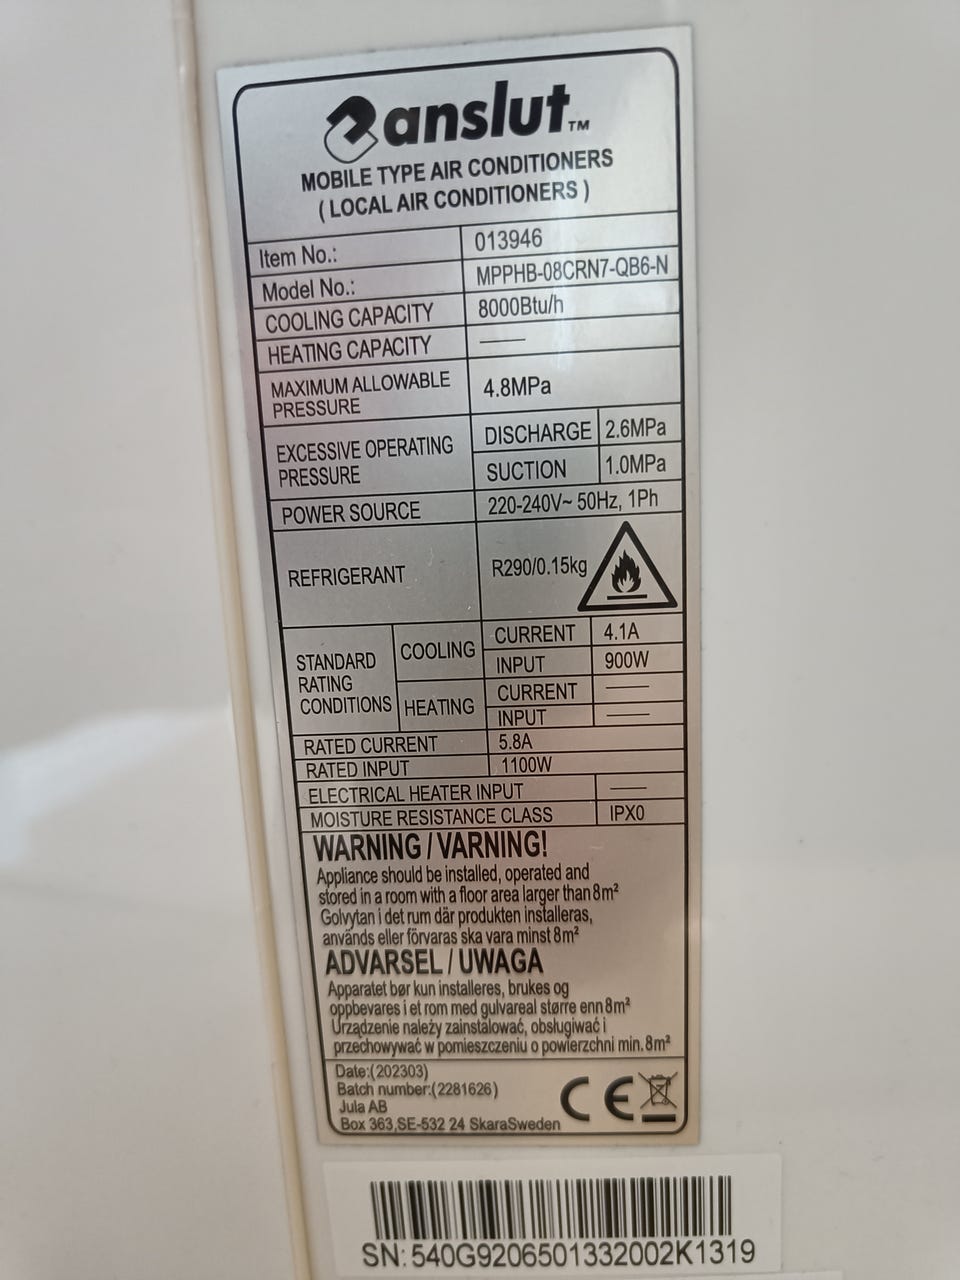 anslut™
MOBILE TYPE AIR CONDITIONERS
( LOCAL AIR CONDITIONERS )
Item No.: 013946
Model No.: MPPHB-08CRN7-QB6-N
COOLING CAPACITY 8000Btu/h
HEATING CAPACITY ——
MAXIMUM ALLOWABLE
PRESSURE
4.8MPa
EXCESSIVE OPERATING
PRESSURE
DISCHARGE 2.6MPa
SUCTION 1.0MPa
POWER SOURCE 220-240V~ 50Hz, 1Ph
REFRIGERANT R290/0.15kg
STANDARD
RATING
CONDITIONS
COOLING
CURRENT 4.1A
INPUT 900W
HEATING
CURRENT ——
INPUT ——
RATED CURRENT 5.8A
RATED INPUT 1100W
ELECTRICAL HEATER INPUT ——
MOISTURE RESISTANCE CLASS IPX0
WARNING / VARNING!
Appliance should be installed, operated and
stored in a room with a floor area larger than 8m²
Golvytan i det rum där produkten installeras,
används eller förvaras ska vara minst 8m²
ADVARSEL / UWAGA
Apparatet bør kun installeres, brukes og
oppbevares i et rom med gulvareal større enn 8m²
Urządzenie należy zainstalować, obsługiwać i
przechowywać w pomieszczeniu o powierzchni min. 8m²
Date:(202303)
Batch number:(2281626)
Jula AB
Box 363,SE-532 24 SkaraSweden
CE
SN: 540G9206501332002K1319